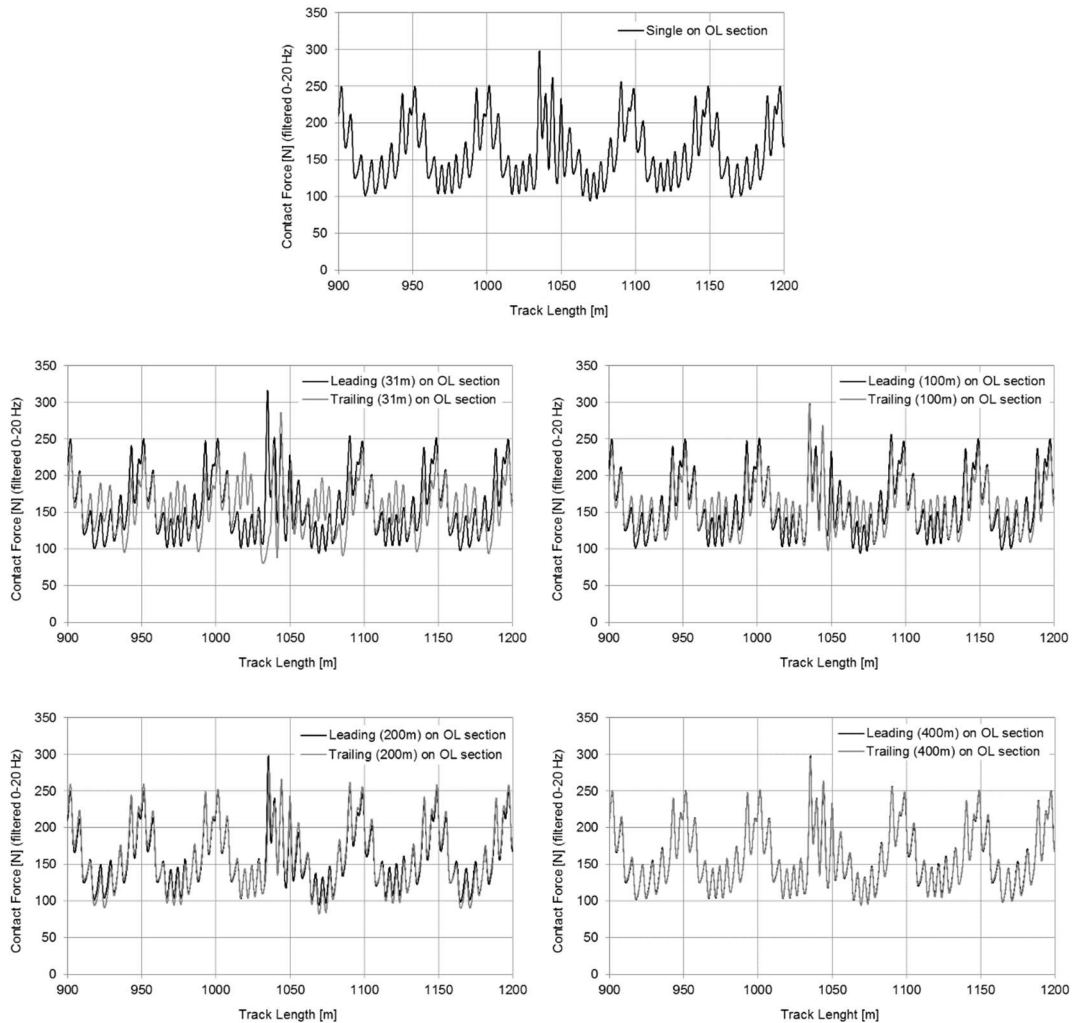 Single on OL section
Contact Force [N] (filtered 0-20 Hz)
350
300
250
200
150
100
50
0
900 950 1000 1050 1100 1150 1200
Track Length [m]
Leading (31m) on OL section
Trailing (31m) on OL section
Contact Force [N] (filtered 0-20 Hz)
350
300
250
200
150
100
50
0
900 950 1000 1050 1100 1150 1200
Track Length [m]
Leading (100m) on OL section
Trailing (100m) on OL section
Contact Force [N] (filtered 0-20 Hz)
350
300
250
200
150
100
50
0
900 950 1000 1050 1100 1150 1200
Track Length [m]
Leading (200m) on OL section
Trailing (200m) on OL section
Contact Force [N] (filtered 0-20 Hz)
350
300
250
200
150
100
50
0
900 950 1000 1050 1100 1150 1200
Track Length [m]
Leading (400m) on OL section
Trailing (400m) on OL section
Contact Force [N] (filtered 0-20 Hz)
350
300
250
200
150
100
50
0
900 950 1000 1050 1100 1150 1200
Track Lenght [m]